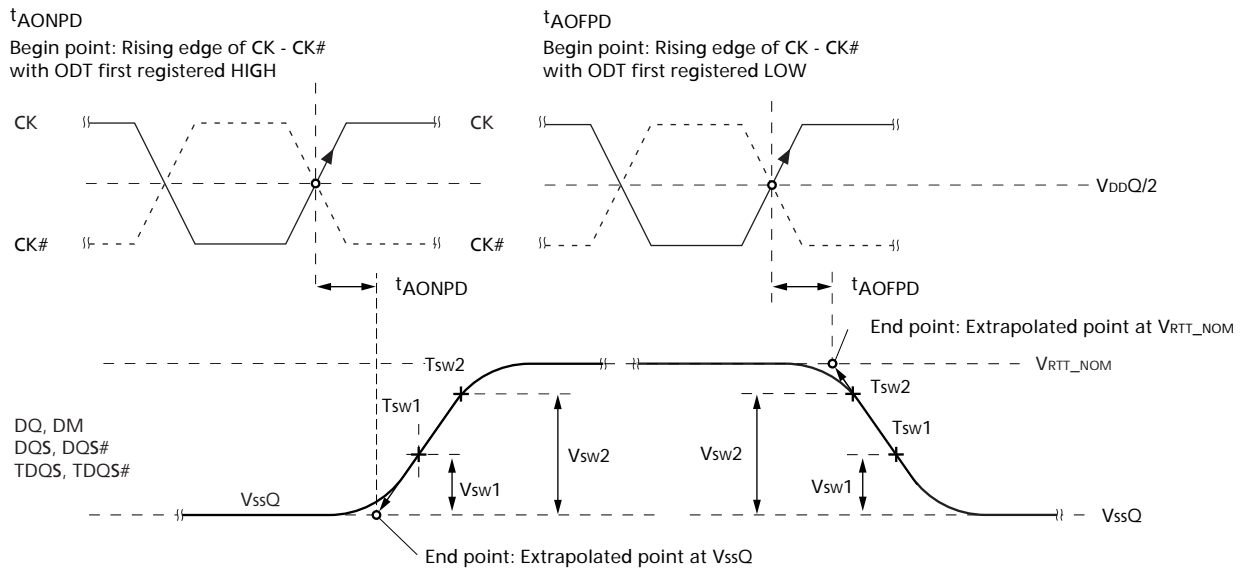 tAONPD
Begin point: Rising edge of CK - CK#
with ODT first registered HIGH
tAOFPD
Begin point: Rising edge of CK - CK#
with ODT first registered LOW
CK
CK
VDDQ/2
CK#
CK#
tAONPD
tAOFPD
End point: Extrapolated point at VRTT_NOM
TSW2
VRTT_NOM
TSW2
TSW1
TSW1
DQ, DM
DQS, DQS#
TDQS, TDQS#
VSW2
VSW2
VSW1
VSW1
VssQ
VssQ
End point: Extrapolated point at VssQ